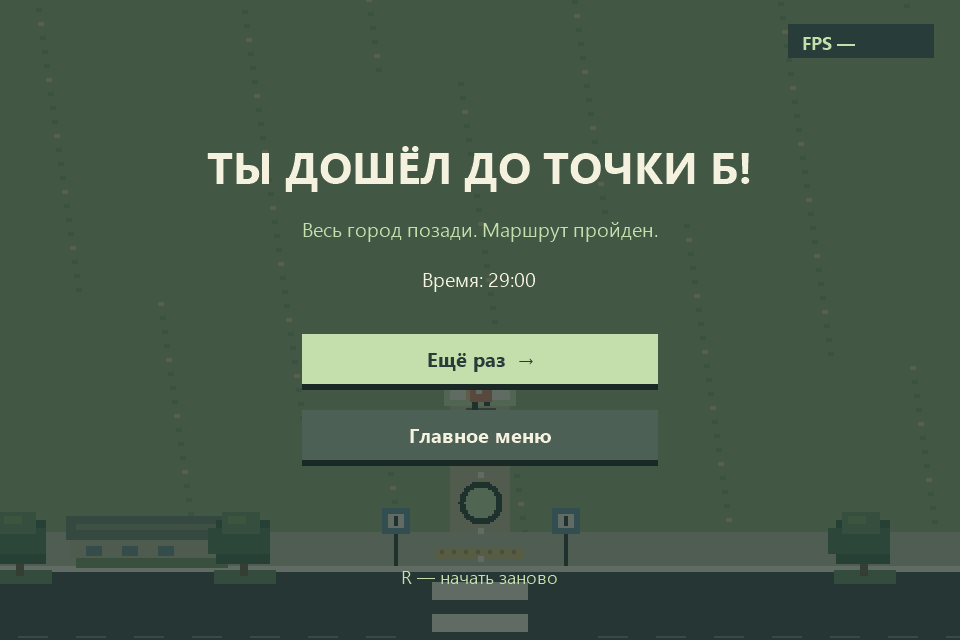 FPS —
ТЫ ДОШЁЛ ДО ТОЧКИ Б!
Весь город позади. Маршрут пройден.
Время: 29:00
Ещё раз →
Главное меню
R — начать заново